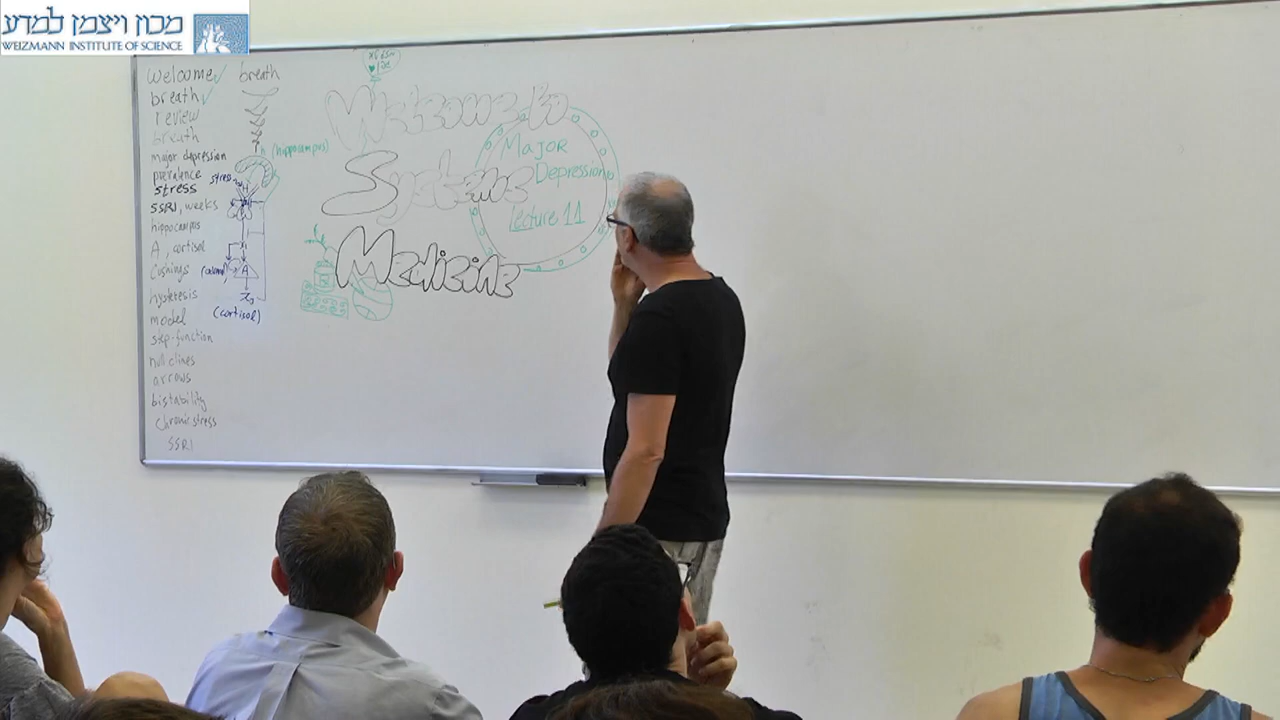 מכון ויצמן למדע
WEIZMANN INSTITUTE OF SCIENCE
welcome ✓
breath ✓
review
breath
major depression
prevalence
stress
SSRI, weeks
hippocampus
A, cortisol
Cushings
hysteresis
model
step-function
null clines
arrows
bistability
chronic stress
SSRI
breath
(hippocampus)
stress
A
(cortisol)
Welcome to
Systems
Medicine
Major
Depression
Lecture 11